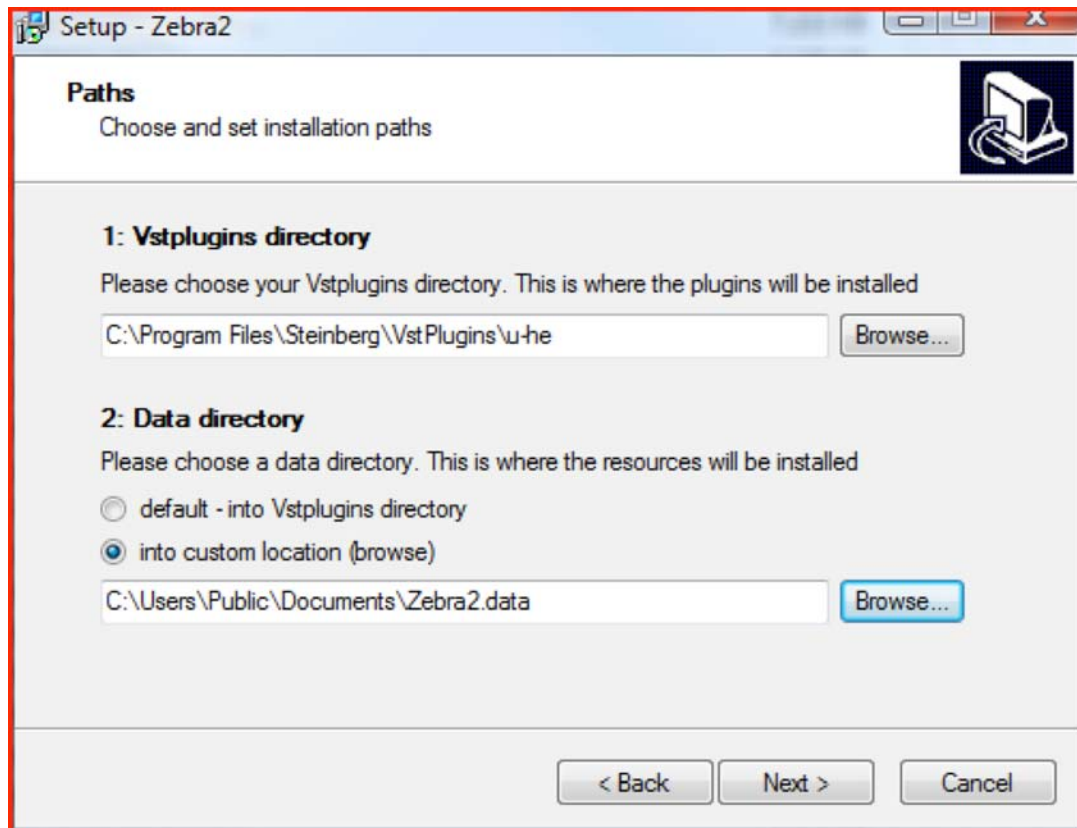 Setup - Zebra2
Paths
Choose and set installation paths
1: Vstplugins directory
Please choose your Vstplugins directory. This is where the plugins will be installed
C:\Program Files\Steinberg\VstPlugins\u-he
Browse...
2: Data directory
Please choose a data directory. This is where the resources will be installed
default - into Vstplugins directory
into custom location (browse)
C:\Users\Public\Documents\Zebra2.data
Browse...
< Back
Next >
Cancel